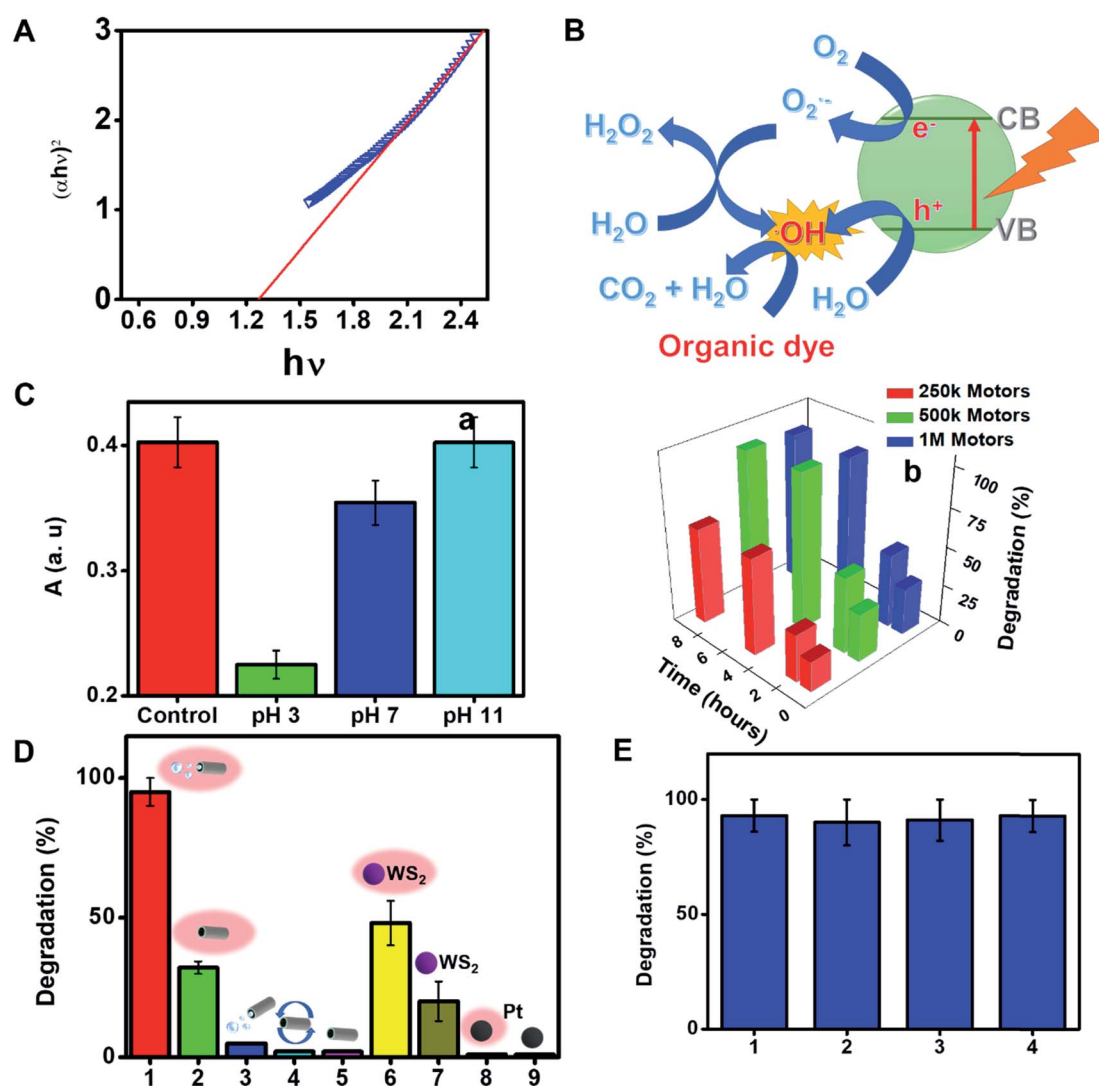 A
3
2
1
0
(αhν)²
0.6 0.9 1.2 1.5 1.8 2.1 2.4
hν
B
O₂
O₂·-
H₂O₂
e⁻
CB
h⁺
VB
H₂O
·OH
CO₂ + H₂O
H₂O
Organic dye
C
a
0.4
0.3
0.2
A (a. u)
Control pH 3 pH 7 pH 11
250k Motors
500k Motors
1M Motors
b
100
75
50
25
0
Degradation (%)
8 6 4 2 0
Time (hours)
D
100
50
0
Degradation (%)
WS₂
WS₂
Pt
1 2 3 4 5 6 7 8 9
E
100
50
0
Degradation (%)
1 2 3 4